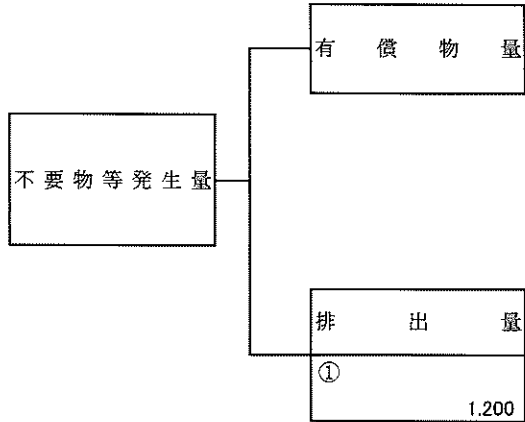 有償物量
不要物等発生量
排出量
①
1.200